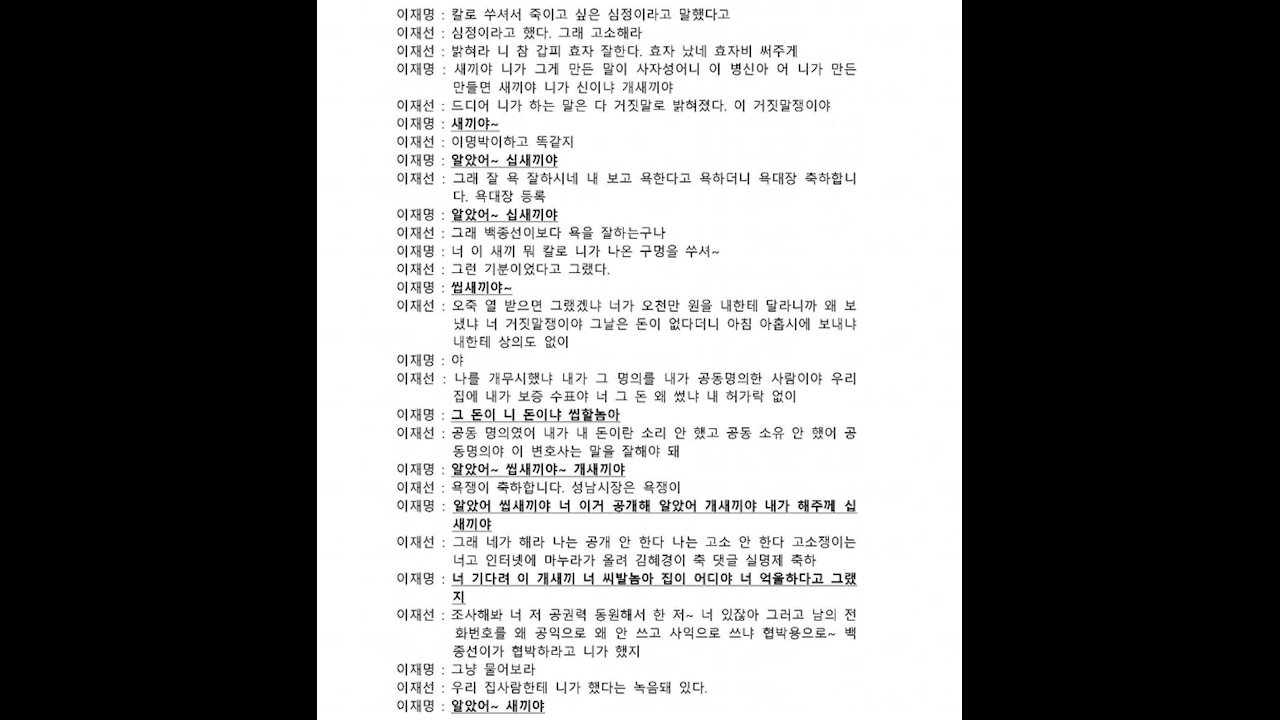 이재명 : 칼로 쑤셔서 죽이고 싶은 심정이라고 말했다고
이재선 : 심정이라고 했다. 그래 고소해라
이재선 : 밝혀라 니 참 갑피 효자 잘한다. 효자 났네 효자비 써주게
이재명 : 새끼야 니가 그게 만든 말이 사자성어니 이 병신아 어 니가 만든
만들면 새끼야 니가 신이냐 개새끼야
이재선 : 드디어 니가 하는 말은 다 거짓말로 밝혀졌다. 이 거짓말쟁이야
이재명 : 새끼야~
이재선 : 이명박이하고 똑같지
이재명 : 알았어~ 십새끼야
이재선 : 그래 잘 욕 잘하시네 내 보고 욕한다고 욕하더니 욕대장 축하합니
다. 욕대장 등록
이재명 : 알았어~ 십새끼야
이재선 : 그래 백종선이보다 욕을 잘하는구나
이재명 : 너 이 새끼 뭐 칼로 니가 나온 구멍을 쑤셔~
이재선 : 그런 기분이었다고 그랬다.
이재명 : 씹새끼야~
이재선 : 오죽 열 받으면 그랬겠냐 너가 오천만 원을 내한테 달라니까 왜 보
냈냐 너 거짓말쟁이야 그날은 돈이 없다더니 아침 아홉시에 보내냐
내한테 상의도 없이
이재명 : 야
이재선 : 나를 개무시했냐 내가 그 명의를 내가 공동명의한 사람이야 우리
집에 내가 보증 수표야 너 그 돈 왜 썼냐 내 허가락 없이
이재명 : 그 돈이 니 돈이냐 씹할놈아
이재선 : 공동 명의였어 내가 내 돈이란 소리 안 했고 공동 소유 안 했어 공
동명의야 이 변호사는 말을 잘해야 돼
이재명 : 알았어~ 씹새끼야~ 개새끼야
이재선 : 욕쟁이 축하합니다. 성남시장은 욕쟁이
이재명 : 알았어 씹새끼야 너 이거 공개해 알았어 개새끼야 내가 해주께 십
새끼야
이재선 : 그래 네가 해라 나는 공개 안 한다 나는 고소 안 한다 고소쟁이는
너고 인터넷에 마누라가 올려 김혜경이 축 댓글 실명제 축하
이재명 : 너 기다려 이 개새끼 너 씨발놈아 집이 어디야 너 억울하다고 그랬
지
이재선 : 조사해봐 너 저 공권력 동원해서 한 저~ 너 있잖아 그러고 남의 전
화번호를 왜 공익으로 왜 안 쓰고 사익으로 쓰냐 협박용으로~ 백
종선이가 협박하라고 니가 했지
이재명 : 그냥 물어보라
이재선 : 우리 집사람한테 니가 했다는 녹음돼 있다.
이재명 : 알았어~ 새끼야